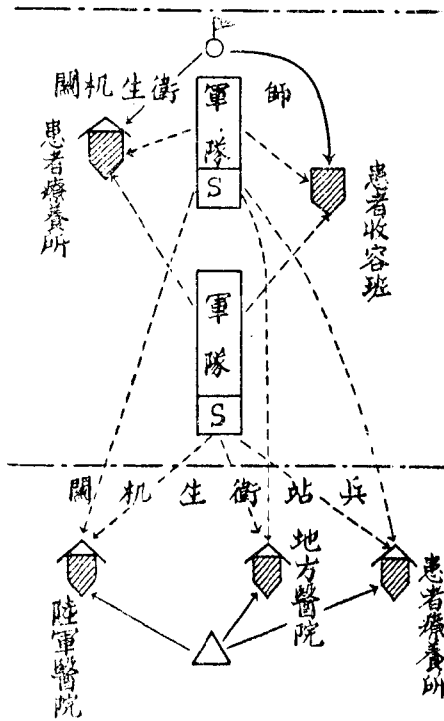 師衛生机關
患者療養所
軍隊
S
患者收容班
軍隊
S
兵站衛生机關
陸軍醫院
地方醫院
患者療養所